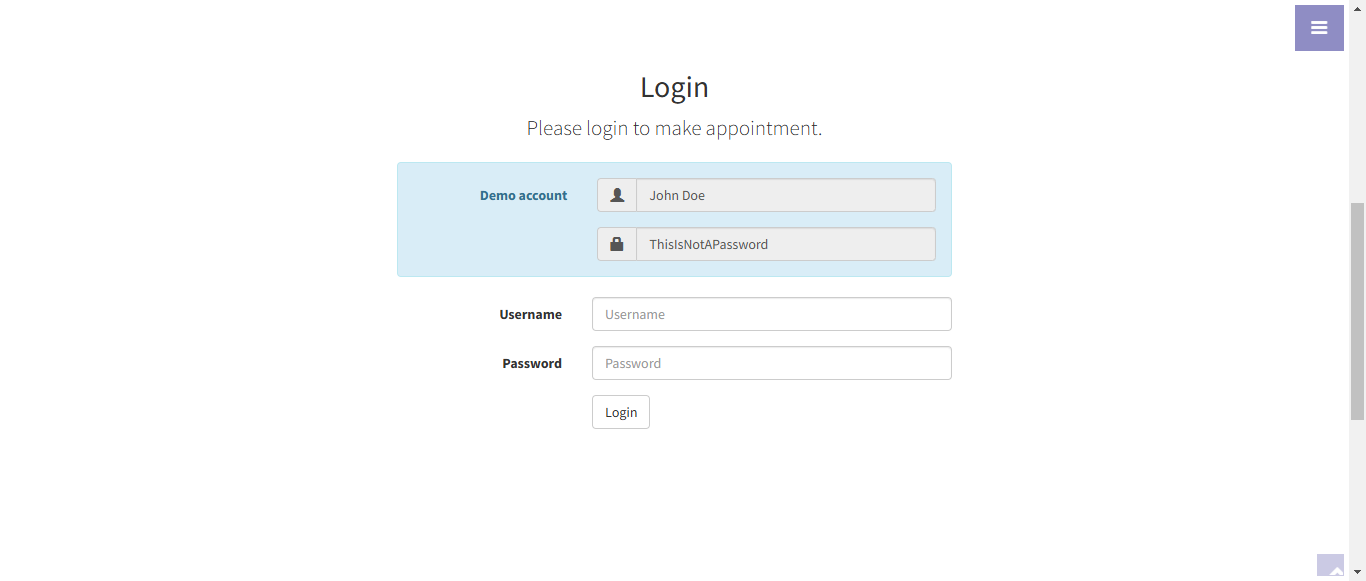 Login
Please login to make appointment.
Demo account
John Doe
ThisIsNotAPassword
Username
Username
Password
Password
Login